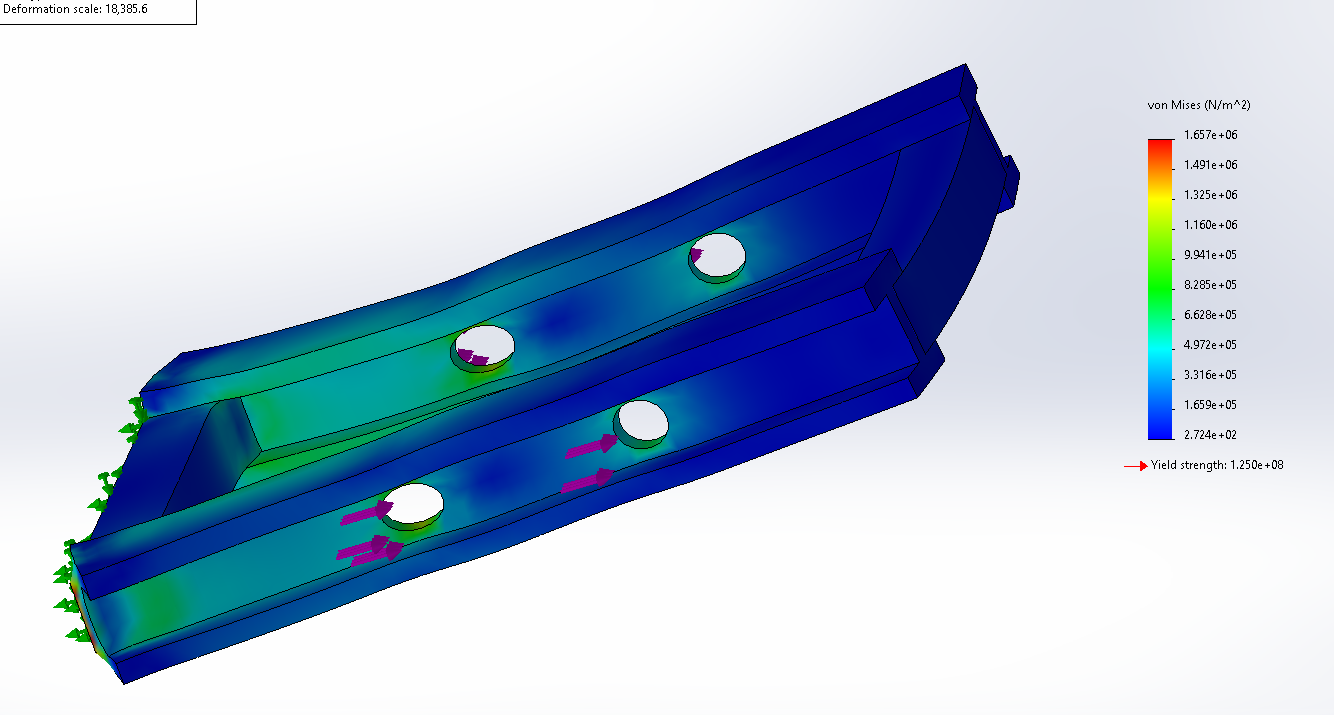 Deformation scale: 18,385.6
von Mises (N/m^2)
1.657e+06
1.491e+06
1.325e+06
1.160e+06
9.941e+05
8.285e+05
6.628e+05
4.972e+05
3.316e+05
1.659e+05
2.724e+02
Yield strength: 1.250e+08